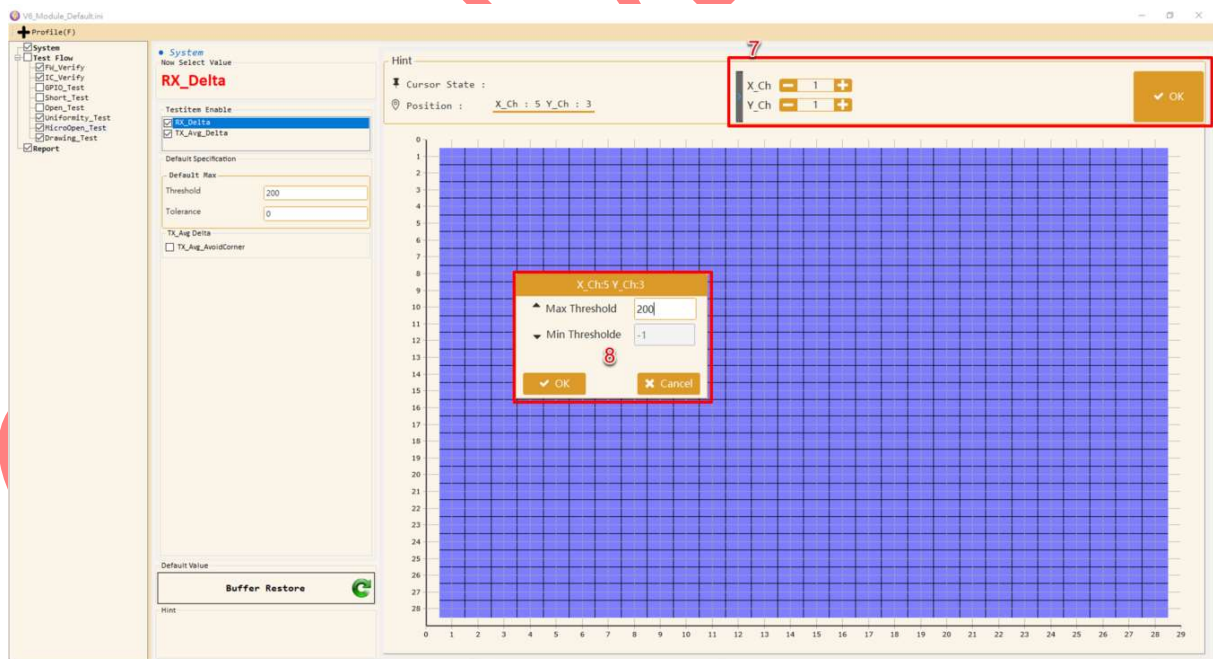 V6_Module_Default.ini
Profile(F)
System
Test Flow
FW_Verify
IC_Verify
GPIO_Test
Short_Test
Open_Test
Uniformity_Test
MicroOpen_Test
Drawing_Test
Report
System
Now Select Value
RX_Delta
Testitem Enable
RX_Delta
TX_Avg_Delta
Default Specification
Default Max
Threshold 200
Tolerance 0
TX_Avg Delta
TX_Avg_AvoidCorner
Default Value
Buffer Restore
Hint
Hint
Cursor State :
Position : X_Ch : 5 Y_Ch : 3
7
X_Ch 1
Y_Ch 1
OK
0
1
2
3
4
5
6
7
8
9
10
11
12
13
14
15
16
17
18
19
20
21
22
23
24
25
26
27
28
X_Ch:5 Y_Ch:3
Max Threshold 200
Min Thresholde -1
8
OK Cancel
0 1 2 3 4 5 6 7 8 9 10 11 12 13 14 15 16 17 18 19 20 21 22 23 24 25 26 27 28 29